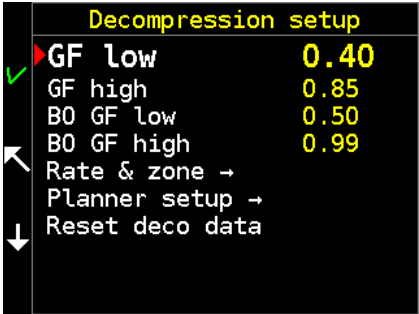 Decompression setup
GF low 0.40
GF high 0.85
BO GF low 0.50
BO GF high 0.99
Rate & zone →
Planner setup →
Reset deco data